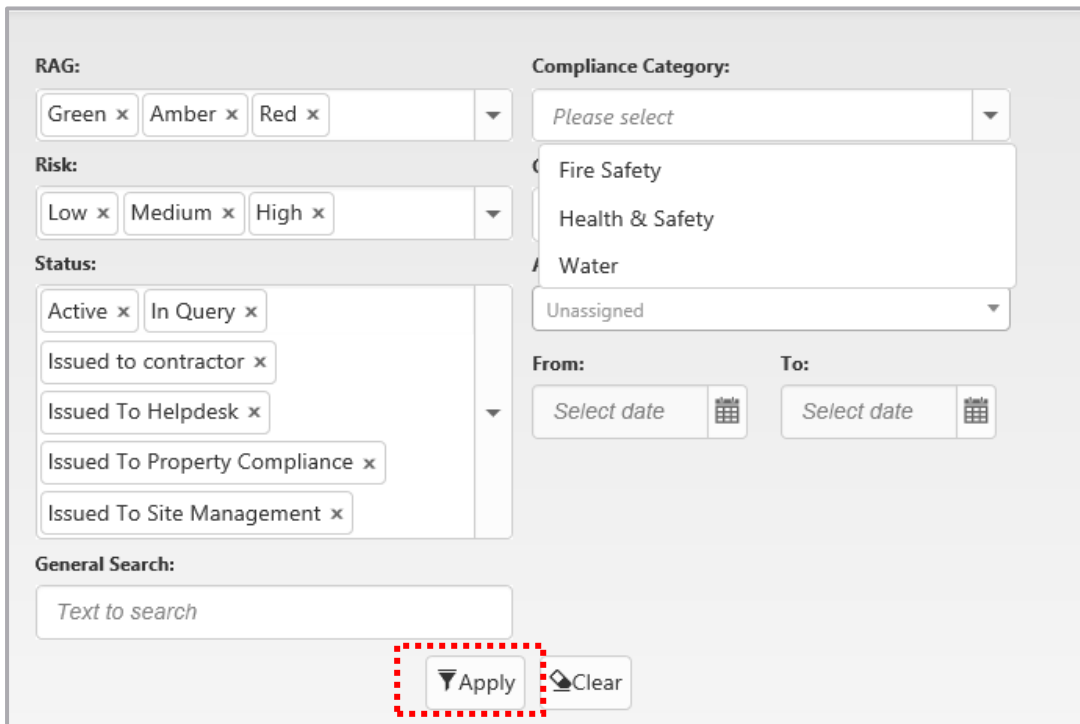 RAG:
Green × Amber × Red ×
Risk:
Low × Medium × High ×
Status:
Active × In Query ×
Issued to contractor ×
Issued To Helpdesk ×
Issued To Property Compliance ×
Issued To Site Management ×
General Search:
Text to search
Compliance Category:
Please select
Fire Safety
Health & Safety
Water
Unassigned
From:
To:
Select date
Select date
Apply
Clear